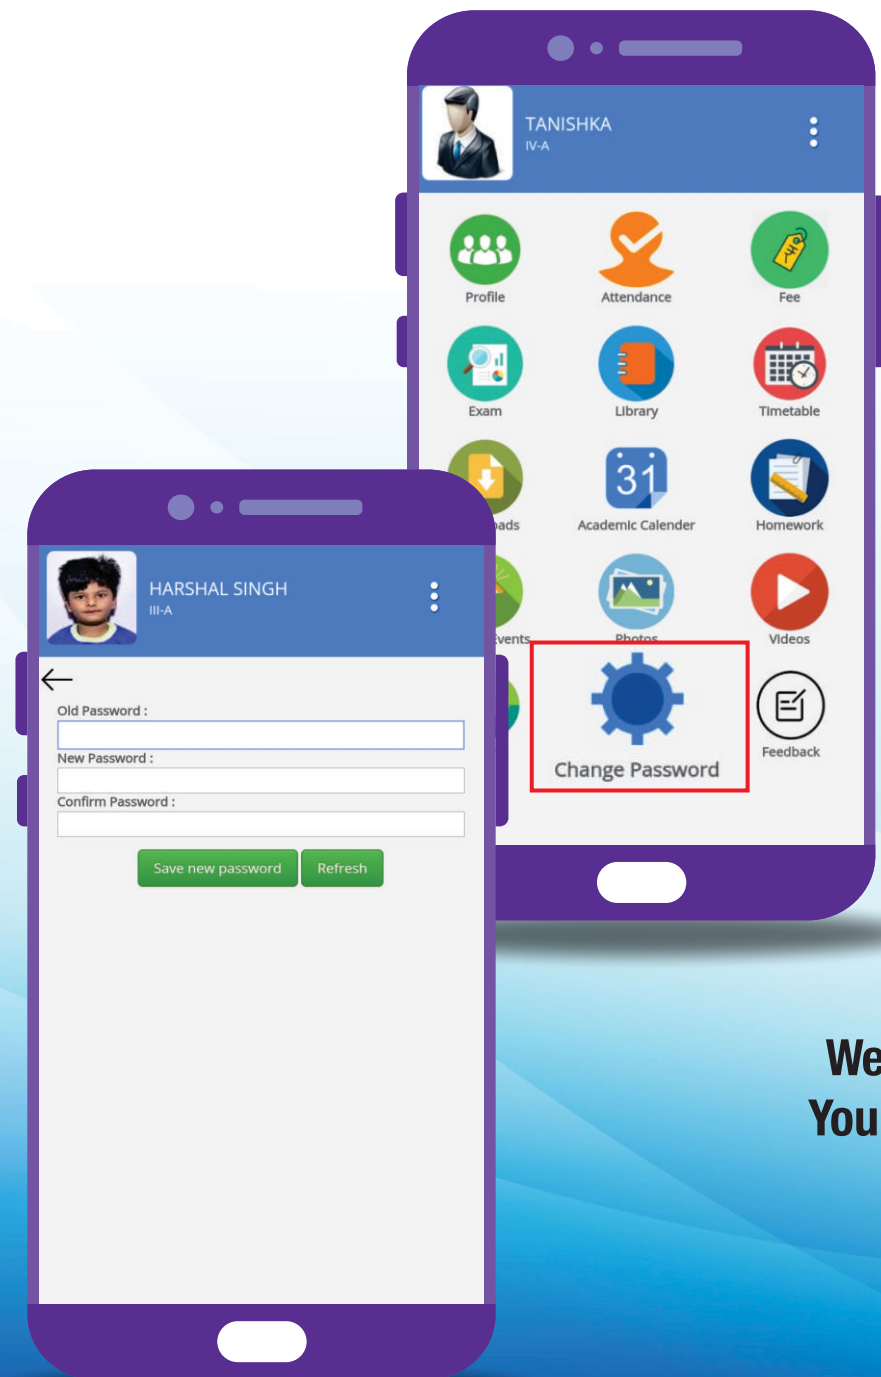 TANISHKA
IV-A
Profile
Attendance
Fee
Exam
Library
Timetable
31
Academic Calender
Homework
Photos
Videos
Change Password
Feedback
HARSHAL SINGH
III-A
Old Password :
New Password :
Confirm Password :
Save new password
Refresh
We
You